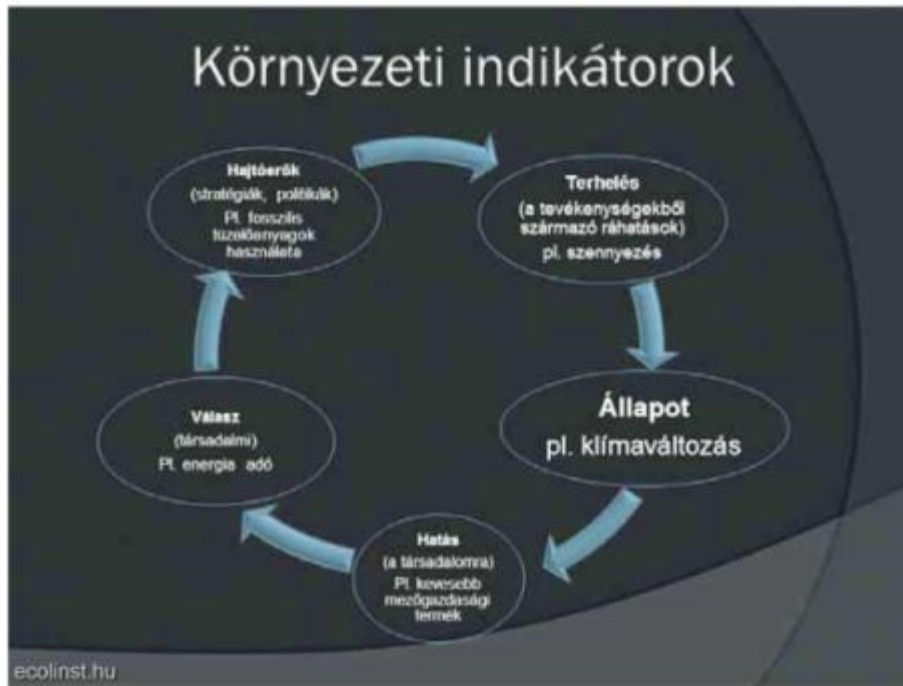 Környezeti indikátorok
Hajtóerők
(stratégiák, politikák)
Pl. fosszilis
tüzelőenyagok
használata
Terhelés
(a tevékenységekből
származó ráhatások)
pl. szennyezés
Állapot
pl. klímaváltozás
Hatás
(a társadalomra)
Pl. kevesebb
mezőgazdasági
termék
Válasz
(társadalmi)
Pl. energia adó
ecolinst.hu